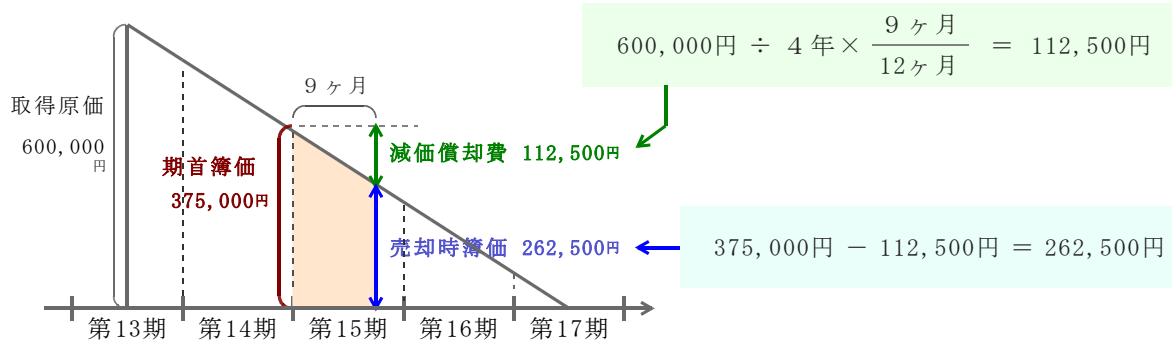 ９ヶ月
600,000円 ÷ ４年× ＝ 112,500円
12ヶ月
９ヶ月
取得原価
600,000
円
減価償却費 112,500円
期首簿価
375,000円
売却時簿価 262,500円
375,000円 － 112,500円 ＝ 262,500円
第13期 第14期 第15期 第16期 第17期